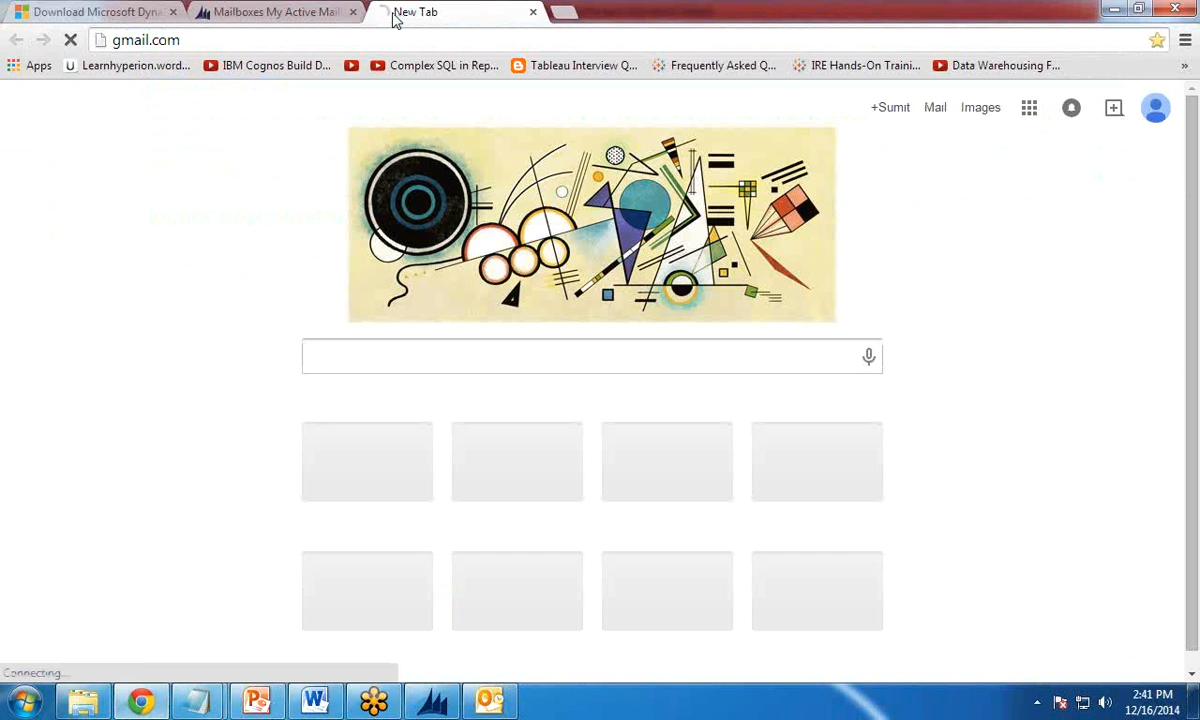 Download Microsoft Dyna
Mailboxes My Active Mail
New Tab
gmail.com
Apps
Learnhyperion.word...
IBM Cognos Build D...
Complex SQL in Rep...
Tableau Interview Q...
Frequently Asked Q...
IRE Hands-On Traini...
Data Warehousing F...
»
+Sumit
Mail
Images
Connecting...
2:41 PM
12/16/2014